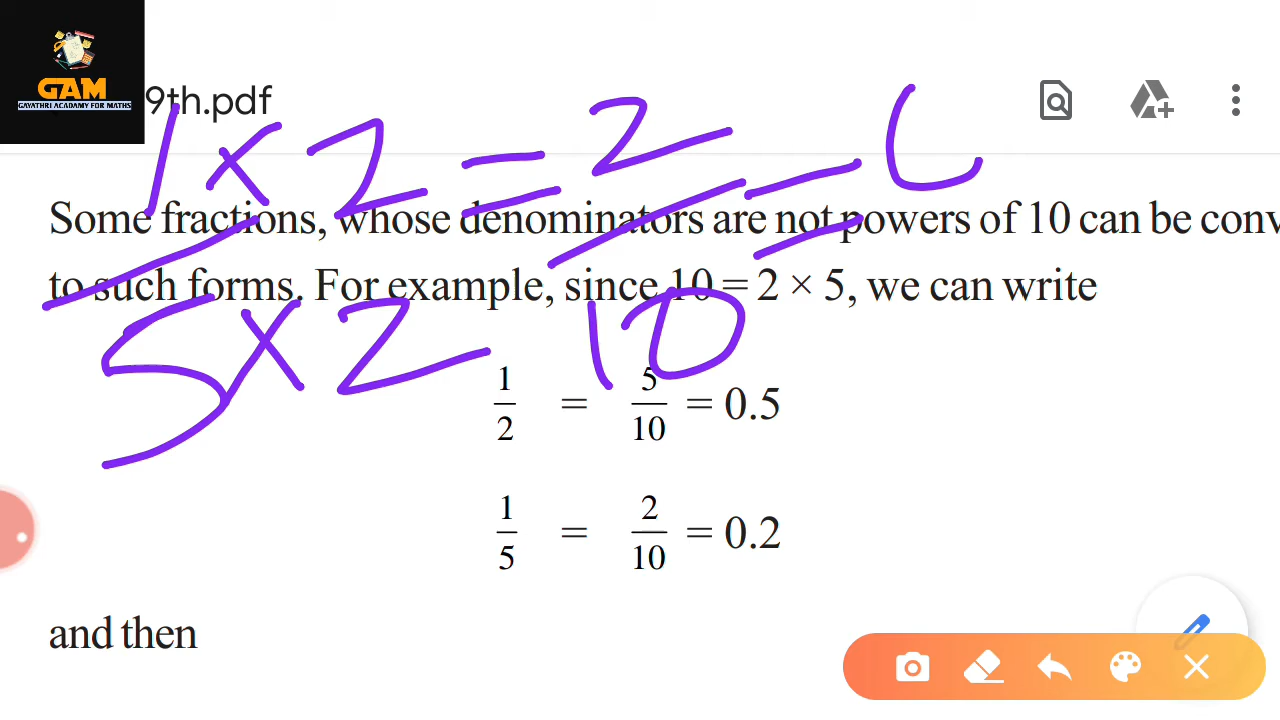 GAM
GAYATHRI ACADAMY FOR MATHS
9th.pdf
1 × 2 = 2 =
5 × 2 10
Some fractions, whose denominators are not powers of 10 can be conv
to such forms. For example, since 10 = 2 × 5, we can write
1/2 = 5/10 = 0.5
1/5 = 2/10 = 0.2
and then